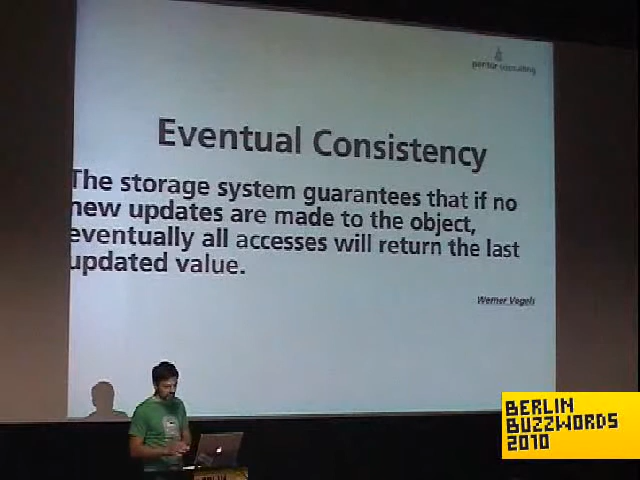 Eventual Consistency
The storage system guarantees that if no
new updates are made to the object,
eventually all accesses will return the last
updated value.
Werner Vogels
BERLIN
BUZZWORDS
2010